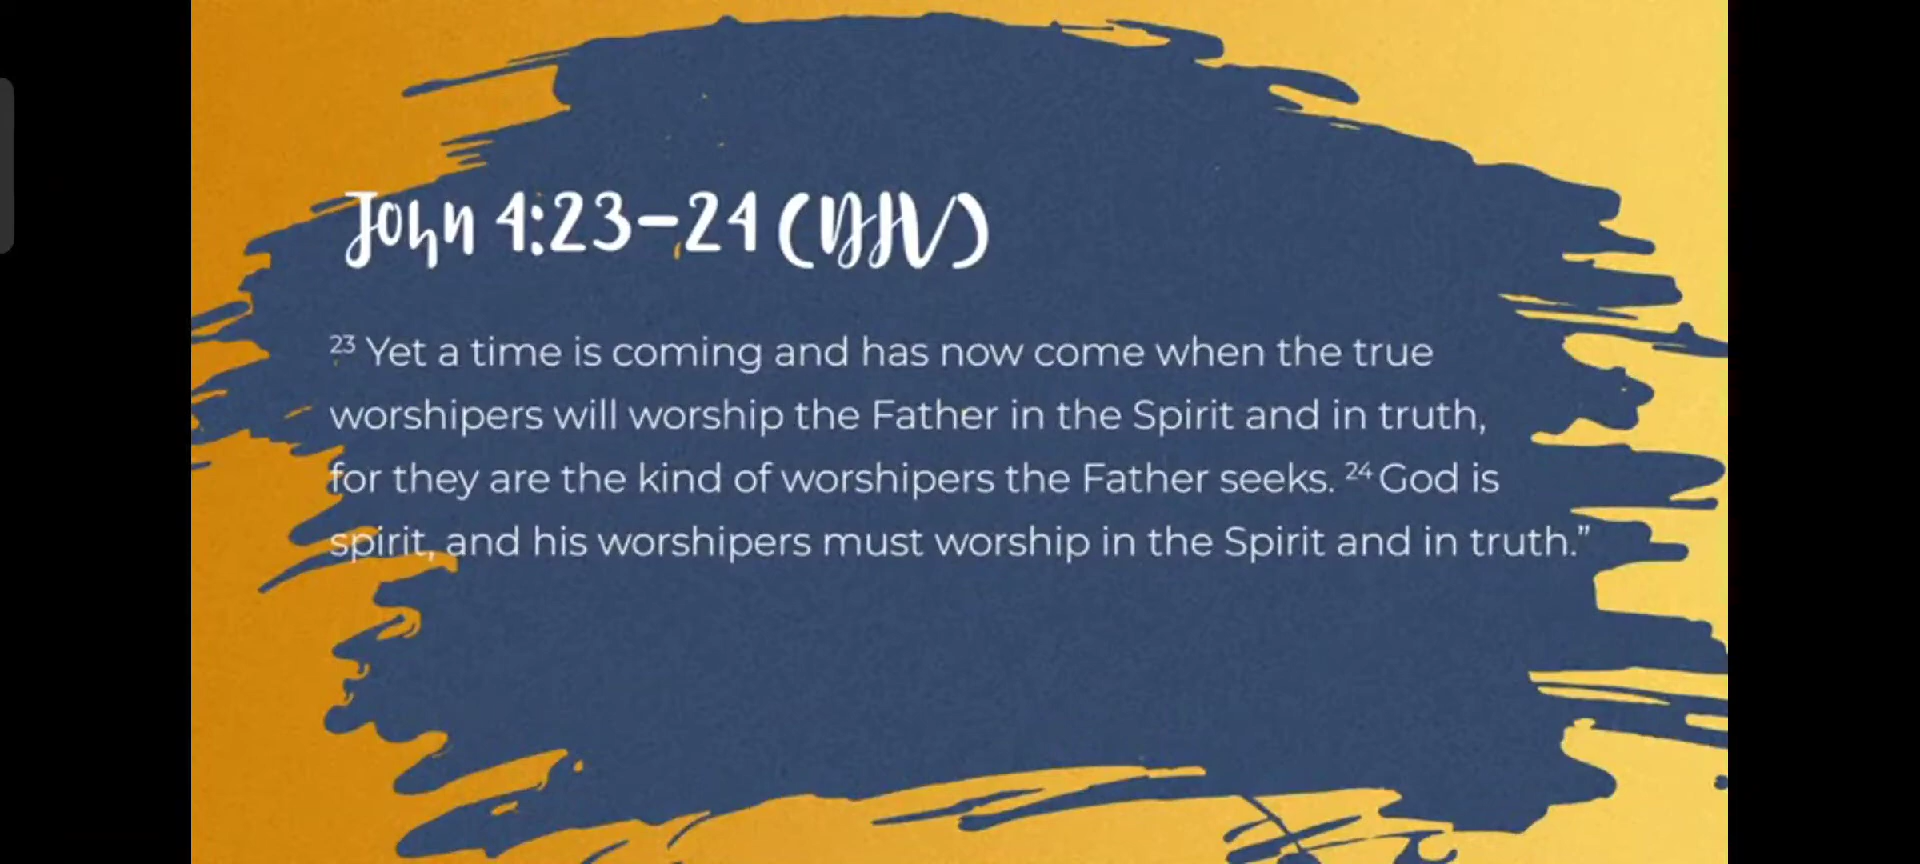 John 4:23-24 (NIV)
23 Yet a time is coming and has now come when the true
worshipers will worship the Father in the Spirit and in truth,
for they are the kind of worshipers the Father seeks. 24 God is
spirit, and his worshipers must worship in the Spirit and in truth.”